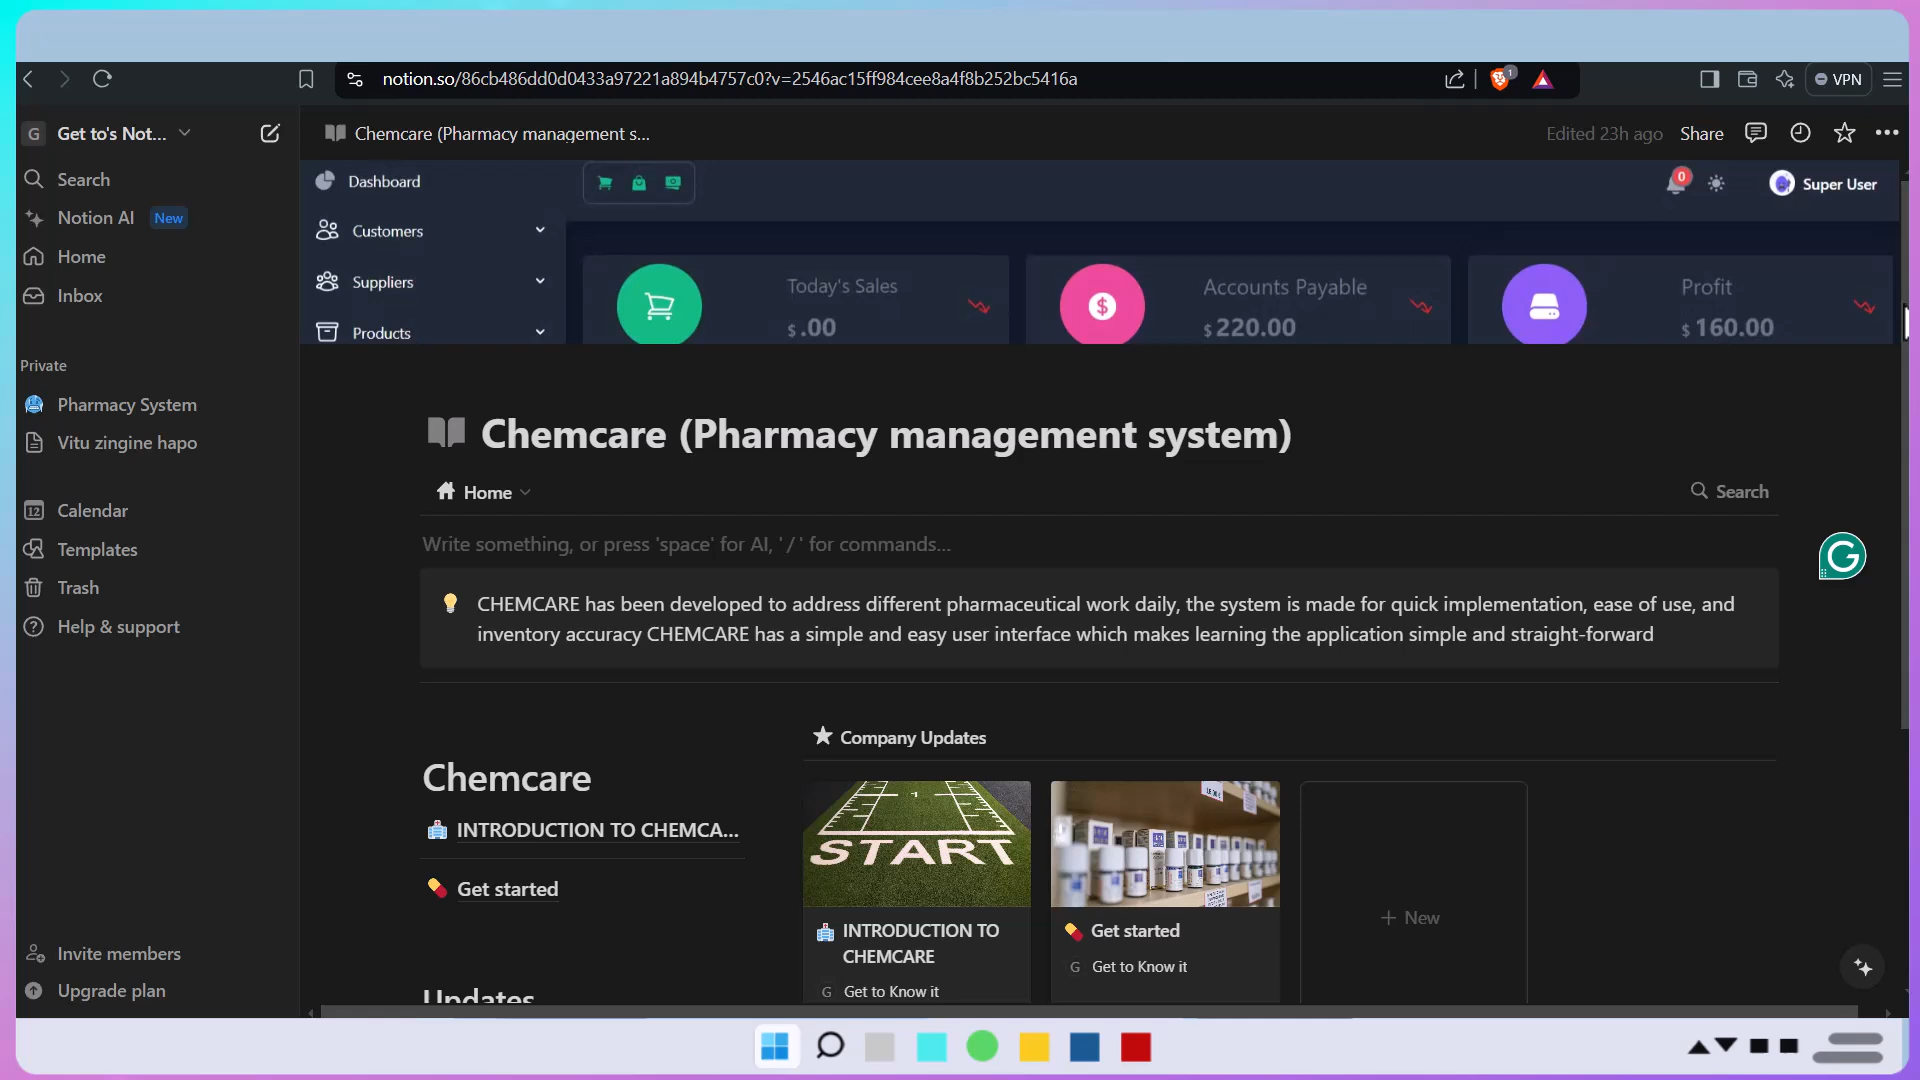 notion.so/86cb486dd0d0433a97221a894b4757c0?v=2546ac15ff984cee8a4f8b252bc5416a
1
VPN
G Get to's Not...
Chemcare (Pharmacy management s...
Edited 23h ago
Share
Search
Notion AI New
Home
Inbox
Private
Pharmacy System
Vitu zingine hapo
12 Calendar
Templates
Trash
Help & support
Invite members
Upgrade plan
Dashboard
0
Super User
Customers
Suppliers
Products
Today's Sales
$ .00
Accounts Payable
$ 220.00
Profit
$ 160.00
Chemcare (Pharmacy management system)
Home
Search
Write something, or press 'space' for AI, '/' for commands...
CHEMCARE has been developed to address different pharmaceutical work daily, the system is made for quick implementation, ease of use, and
inventory accuracy CHEMCARE has a simple and easy user interface which makes learning the application simple and straight-forward
Chemcare
INTRODUCTION TO CHEMCA...
Get started
Updates
Company Updates
START
INTRODUCTION TO
CHEMCARE
G Get to Know it
Get started
G Get to Know it
+ New